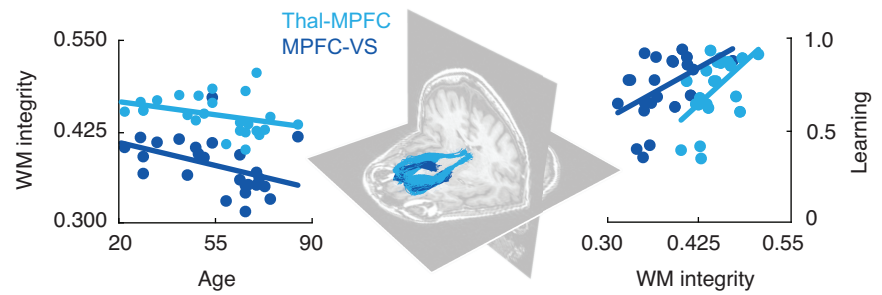 Thal-MPFC
MPFC-VS
WM integrity
0.550
0.425
0.300
20 55 90
Age
Learning
1.0
0.5
0
0.30 0.425 0.55
WM integrity